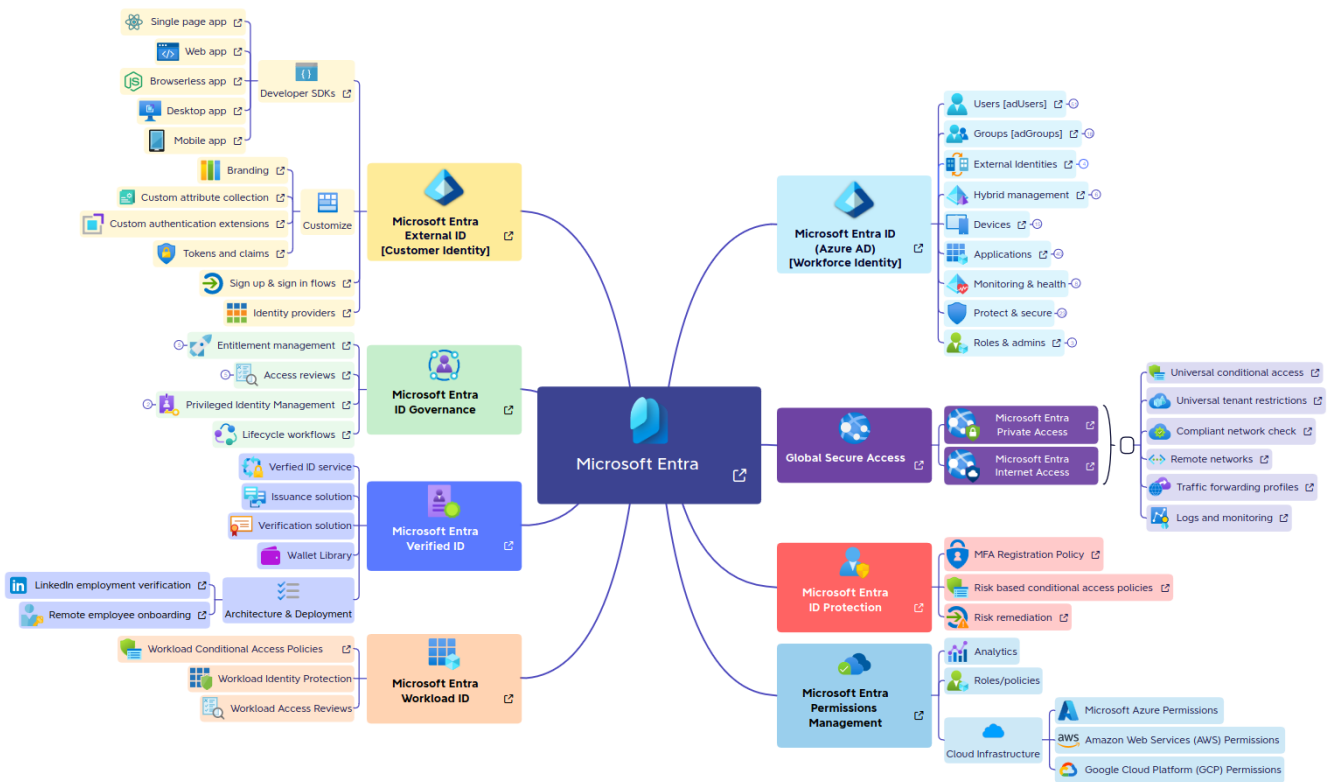 Single page app
Web app
Browserless app
Desktop app
Mobile app
Developer SDKs
Branding
Custom attribute collection
Custom authentication extensions
Tokens and claims
Customize
Sign up & sign in flows
Identity providers
Microsoft Entra
External ID
[Customer Identity]
Entitlement management
Access reviews
Privileged Identity Management
Lifecycle workflows
Microsoft Entra
ID Governance
Verfied ID service
Issuance solution
Verification solution
Wallet Library
LinkedIn employment verification
Remote employee onboarding
Architecture & Deployment
Microsoft Entra
Verified ID
Workload Conditional Access Policies
Workload Identity Protection
Workload Access Reviews
Microsoft Entra
Workload ID
Microsoft Entra
Microsoft Entra ID
(Azure AD)
[Workforce Identity]
Users [adUsers]
Groups [adGroups]
External Identities
Hybrid management
Devices
Applications
Monitoring & health
Protect & secure
Roles & admins
Global Secure Access
Microsoft Entra
Private Access
Microsoft Entra
Internet Access
Universal conditional access
Universal tenant restrictions
Compliant network check
Remote networks
Traffic forwarding profiles
Logs and monitoring
Microsoft Entra
ID Protection
MFA Registration Policy
Risk based conditional access policies
Risk remediation
Microsoft Entra
Permissions
Management
Analytics
Roles/policies
Cloud Infrastructure
Microsoft Azure Permissions
aws
Amazon Web Services (AWS) Permissions
Google Cloud Platform (GCP) Permissions